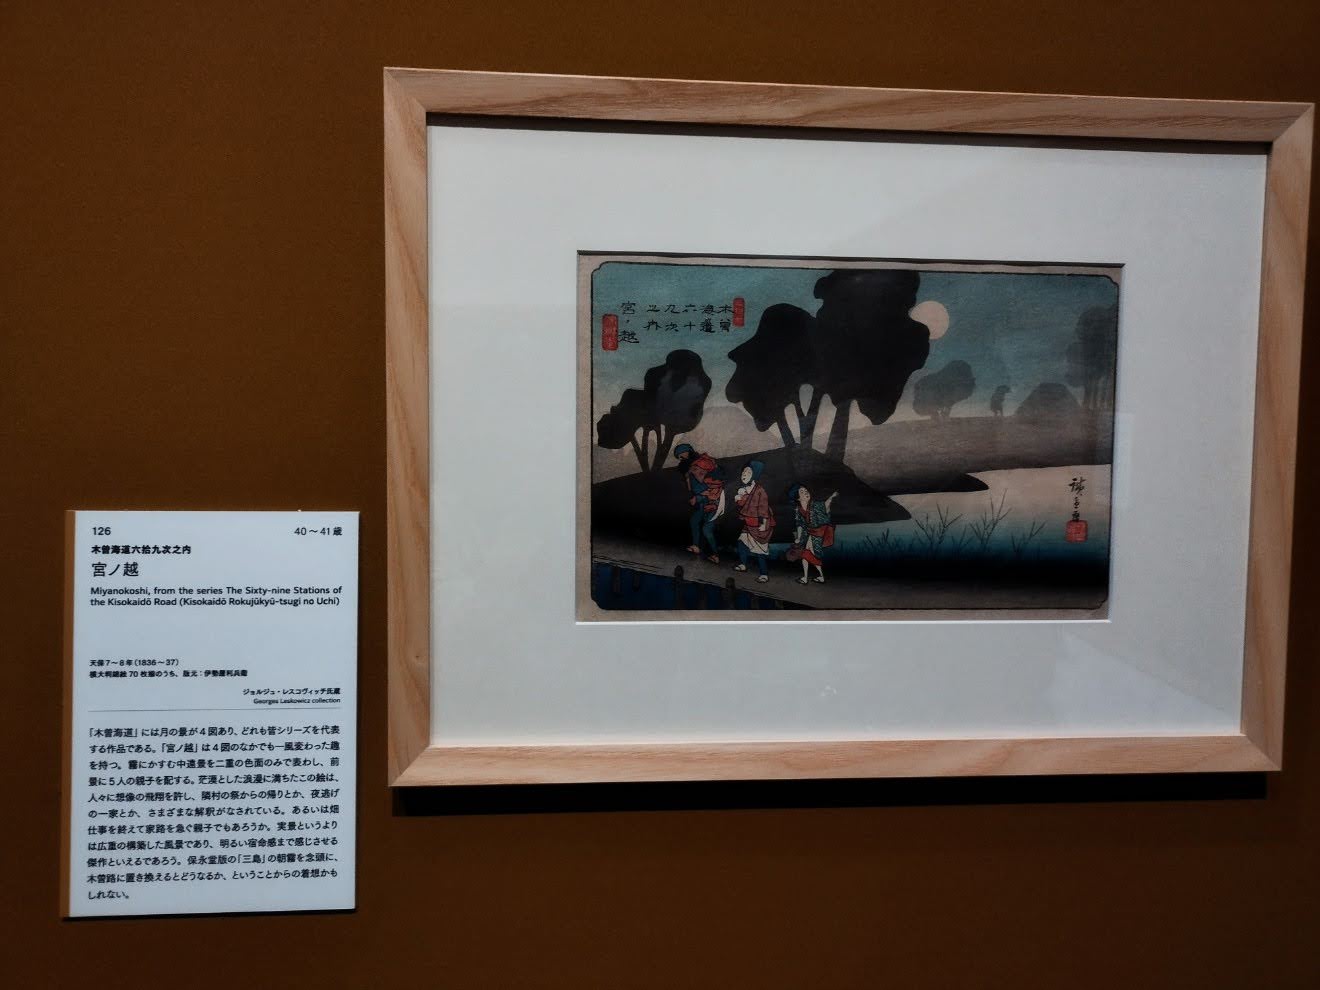 126
40～41歳
木曽海道六拾九次之内
宮ノ越
Miyanokoshi, from the series The Sixty-nine Stations of
the Kisokaidō Road (Kisokaidō Rokujūkyū-tsugi no Uchi)
天保7～8年(1836～37)
横大判錦絵70枚揃のうち、版元：伊勢屋利兵衛
ジョルジュ・レスコヴィッチ氏蔵
Georges Leskowicz collection
「木曽海道」には月の景が4図あり、どれも皆シリーズを代表
する作品である。「宮ノ越」は4図のなかでも一風変わった趣
を持つ。霧にかすむ中遠景を二重の色面のみで表わし、前
景に5人の親子を配する。茫漠とした浪漫に満ちたこの絵は、
人々に想像の飛翔を許し、隣村の祭からの帰りとか、夜逃げ
の一家とか、さまざまな解釈がなされている。あるいは畑
仕事を終えて家路を急ぐ親子でもあろうか。実景というより
は広重の構築した風景であり、明るい宿命感まで感じさせる
傑作といえるであろう。保永堂版の「三島」の朝霧を念頭に、
木曽路に置き換えるとどうなるか、ということからの着想かも
しれない。
木曽
海道
六十
九次
之内
宮ノ越
廣重画